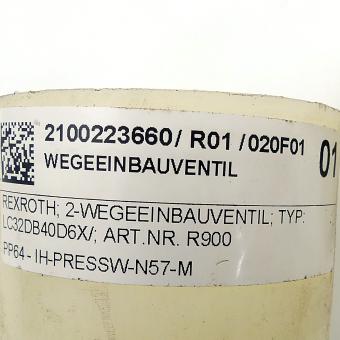 2100223660/ R01 /020F01
01
WEGEEINBAUVENTIL
REXROTH; 2-WEGEEINBAUVENTIL; TYP:
LC32DB40D6X/; ART.NR. R900
PP64 - IH-PRESSW-N57-M